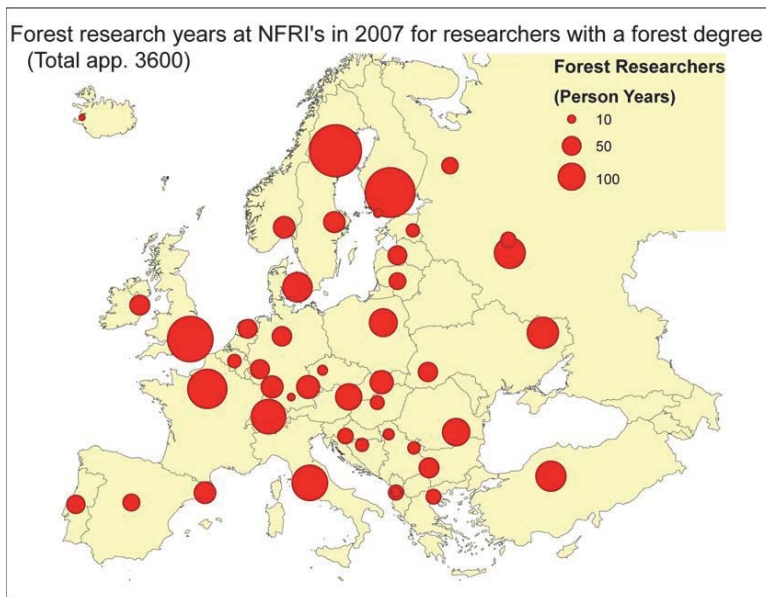 Forest research years at NFRI's in 2007 for researchers with a forest degree
(Total app. 3600)
Forest Researchers
(Person Years)
10
50
100